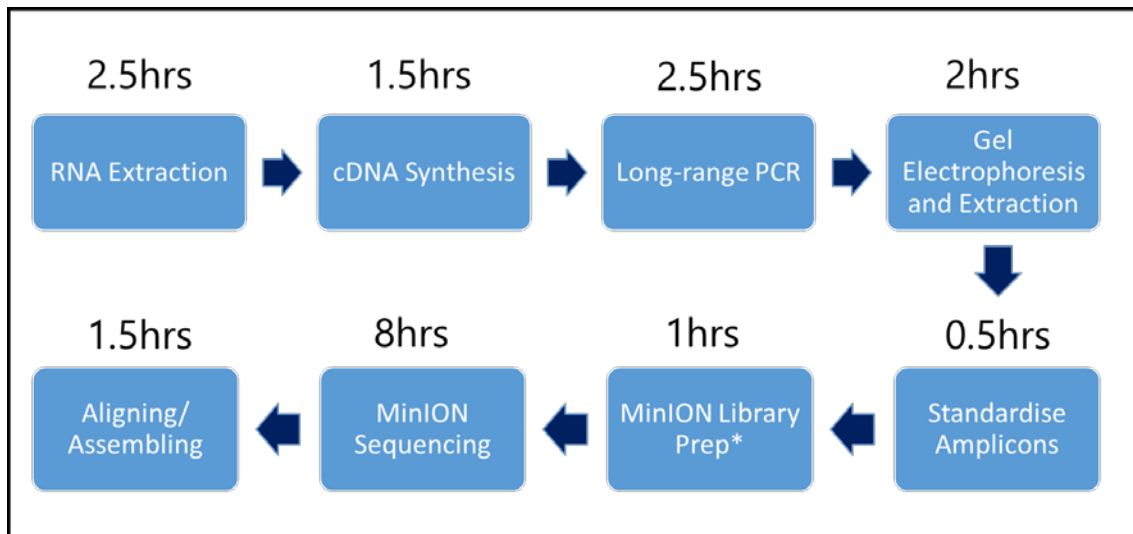 2.5hrs
1.5hrs
2.5hrs
2hrs
RNA Extraction
cDNA Synthesis
Long-range PCR
Gel
Electrophoresis
and Extraction
0.5hrs
Standardise
Amplicons
1hrs
MinION Library
Prep*
8hrs
MinION
Sequencing
1.5hrs
Aligning/
Assembling